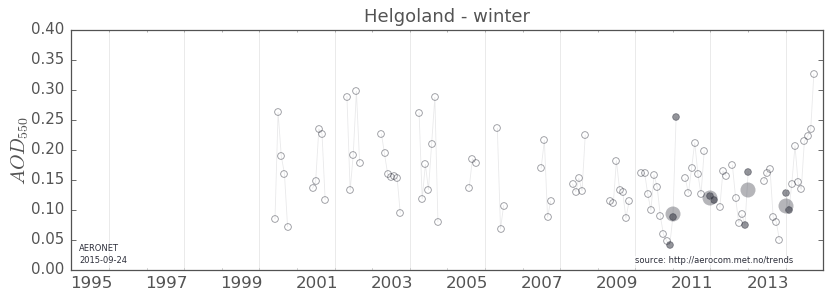 Helgoland - winter
0.40
0.35
0.30
0.25
0.20
0.15
0.10
0.05
0.00
AOD550
AERONET
2015-09-24
source: http://aerocom.met.no/trends
1995 1997 1999 2001 2003 2005 2007 2009 2011 2013